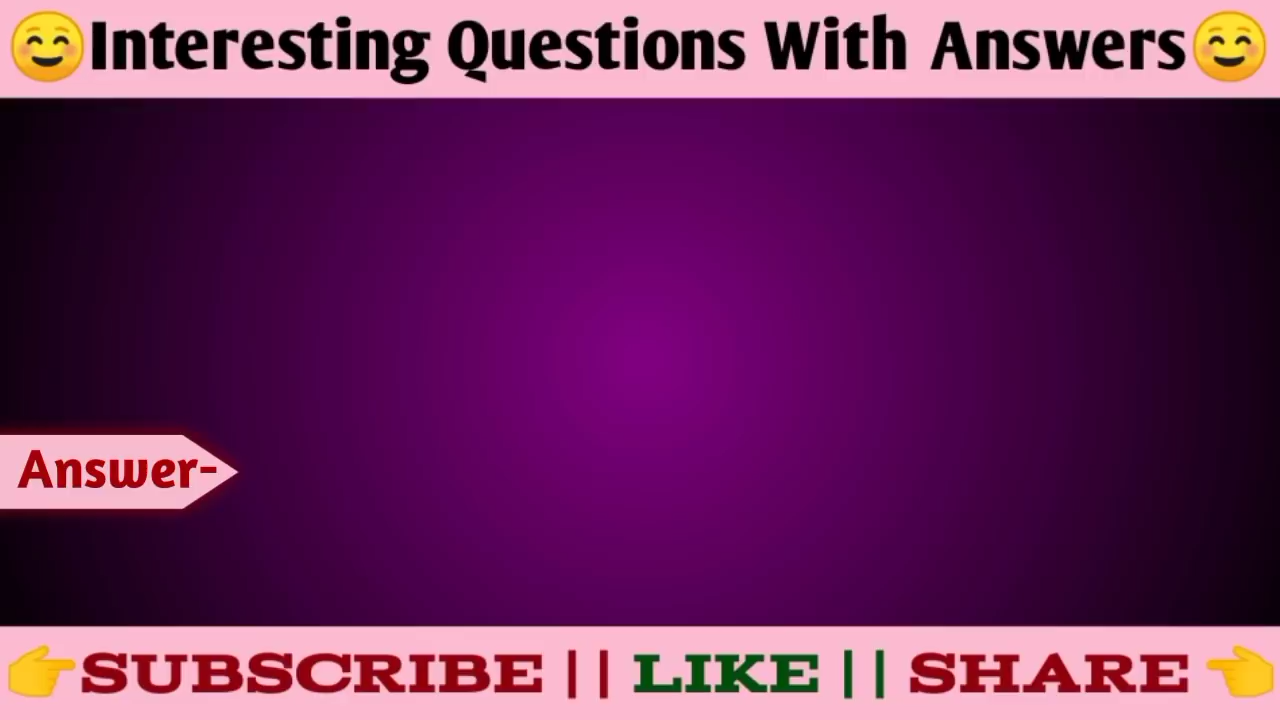 😊Interesting Questions With Answers😊
Answer-
👉SUBSCRIBE || LIKE || SHARE 👈